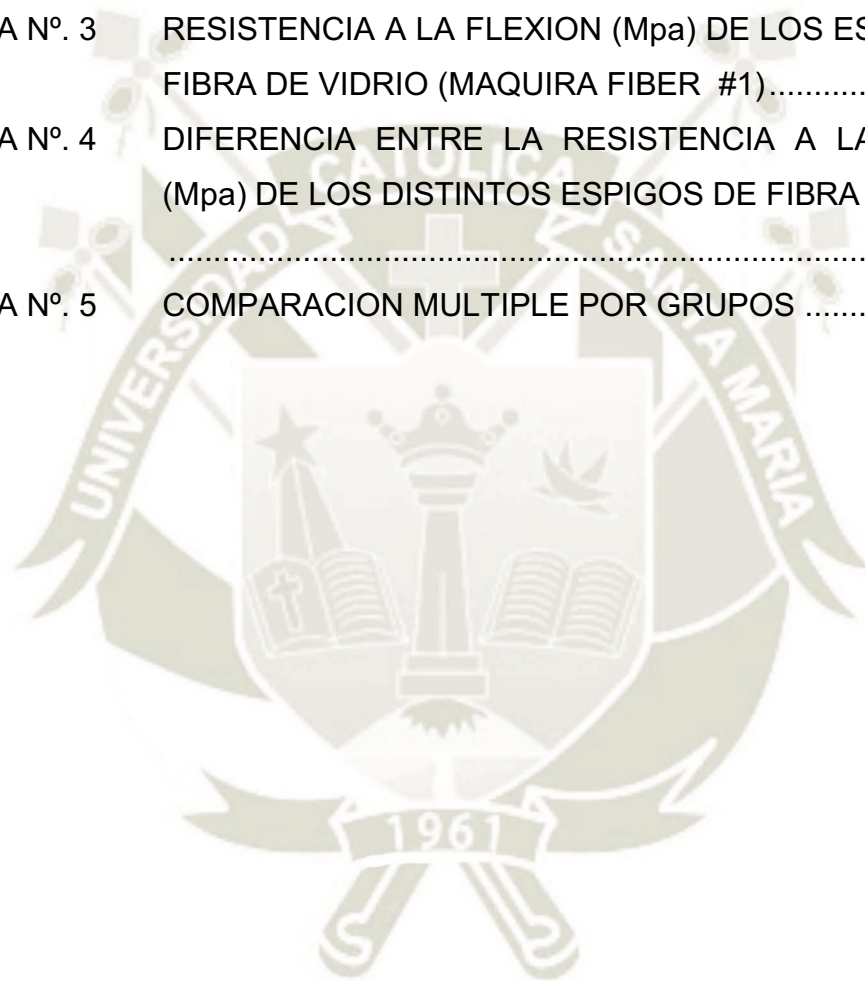 A Nº. 3 RESISTENCIA A LA FLEXION (Mpa) DE LOS ES
FIBRA DE VIDRIO (MAQUIRA FIBER #1)............
A Nº. 4 DIFERENCIA ENTRE LA RESISTENCIA A LA
(Mpa) DE LOS DISTINTOS ESPIGOS DE FIBRA
................................................................................
A Nº. 5 COMPARACION MULTIPLE POR GRUPOS ........
UNIVERSIDAD CATOLICA SANTA MARIA
1961